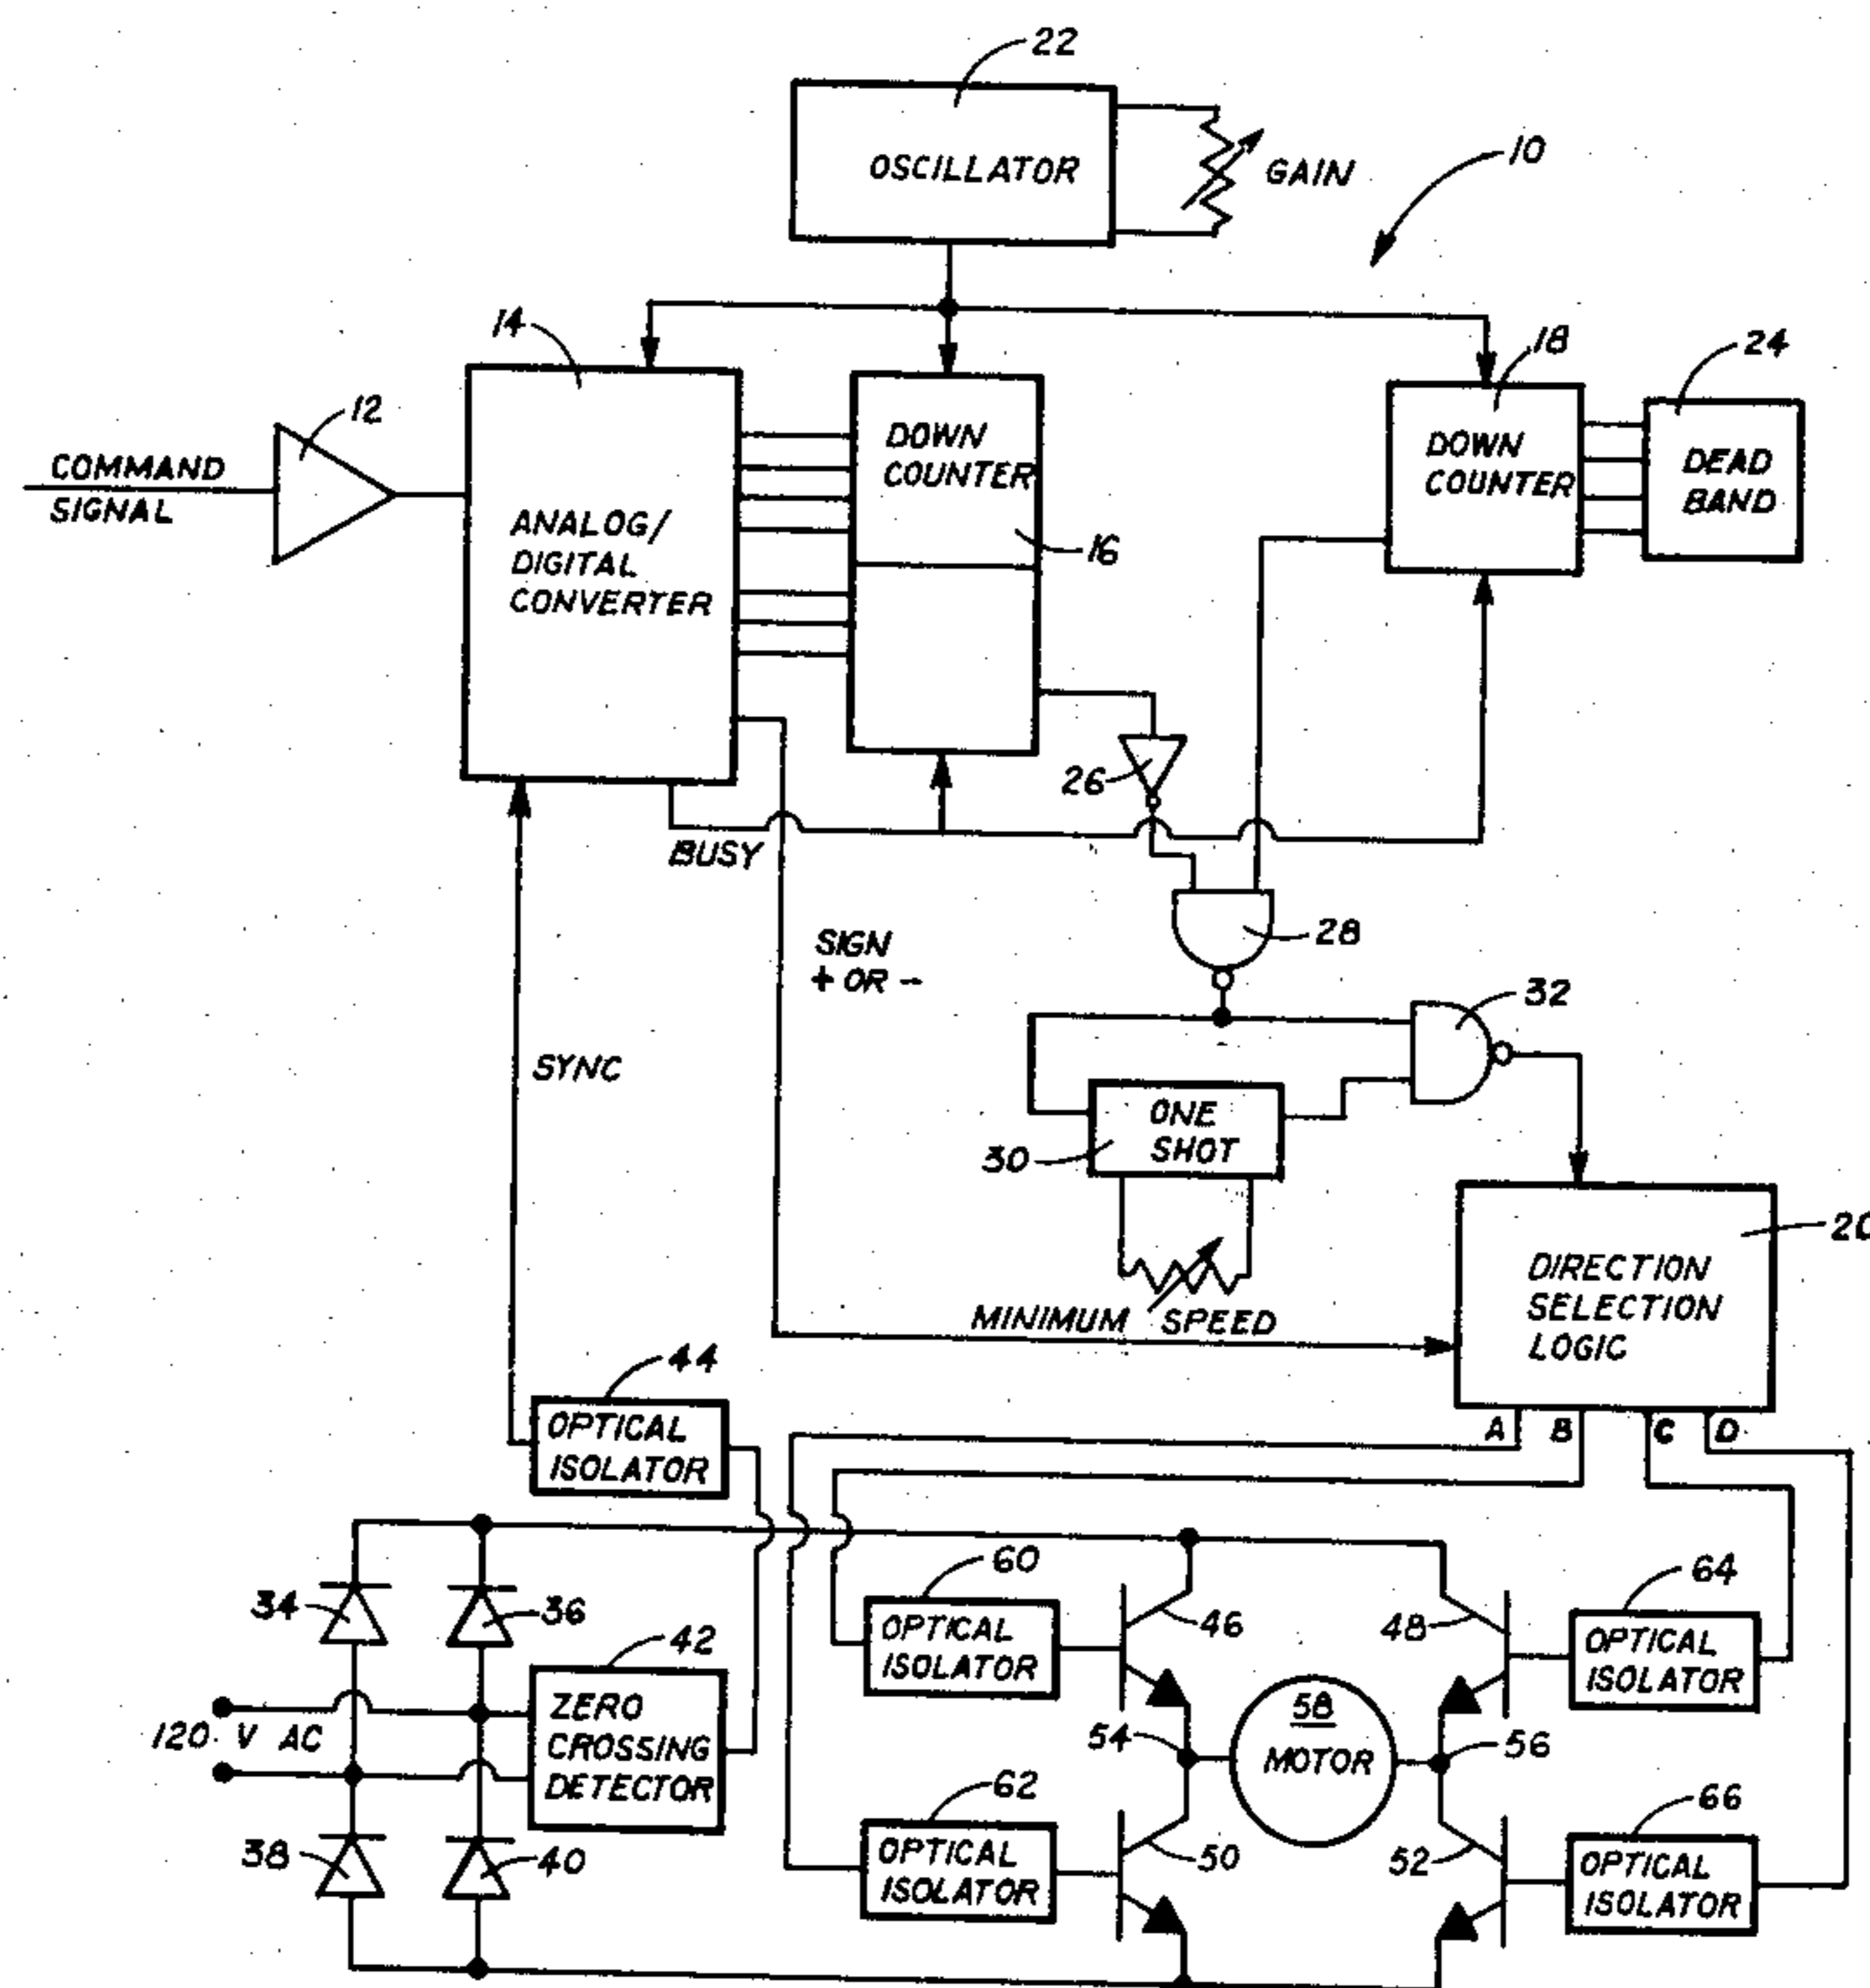 22
OSCILLATOR
GAIN
10
14
18
24
12
COMMAND
SIGNAL
DOWN
COUNTER
DOWN
COUNTER
DEAD
BAND
ANALOG/
DIGITAL
CONVERTER
16
26
BUSY
28
SIGN
+ OR -
32
SYNC
ONE
SHOT
30
20
DIRECTION
SELECTION
LOGIC
MINIMUM SPEED
44
OPTICAL
ISOLATOR
A B C D
60
64
34
36
46
48
OPTICAL
ISOLATOR
OPTICAL
ISOLATOR
42
ZERO
CROSSING
DETECTOR
120 V AC
54
58
MOTOR
56
62
66
38
40
OPTICAL
ISOLATOR
50
52
OPTICAL
ISOLATOR